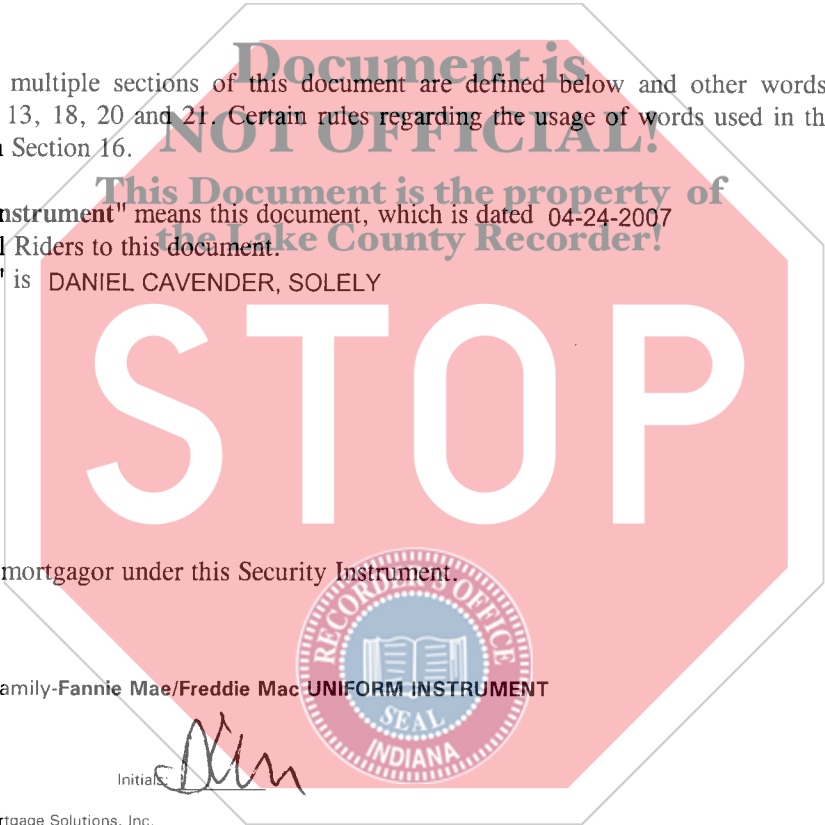 Document is
multiple sections of this document are defined below and other words
13, 18, 20 and 21. Certain rules regarding the usage of words used in th
NOT OFFICIAL!
Section 16.
This Document is the property of
nstrument" means this document, which is dated 04-24-2007
the Lake County Recorder!
l Riders to this document.
" is DANIEL CAVENDER, SOLELY
STOP
mortgagor under this Security Instrument.
RECORDER'S OFFICE
SEAL
INDIANA
amily-Fannie Mae/Freddie Mac UNIFORM INSTRUMENT
Initials:
rtgage Solutions, Inc.